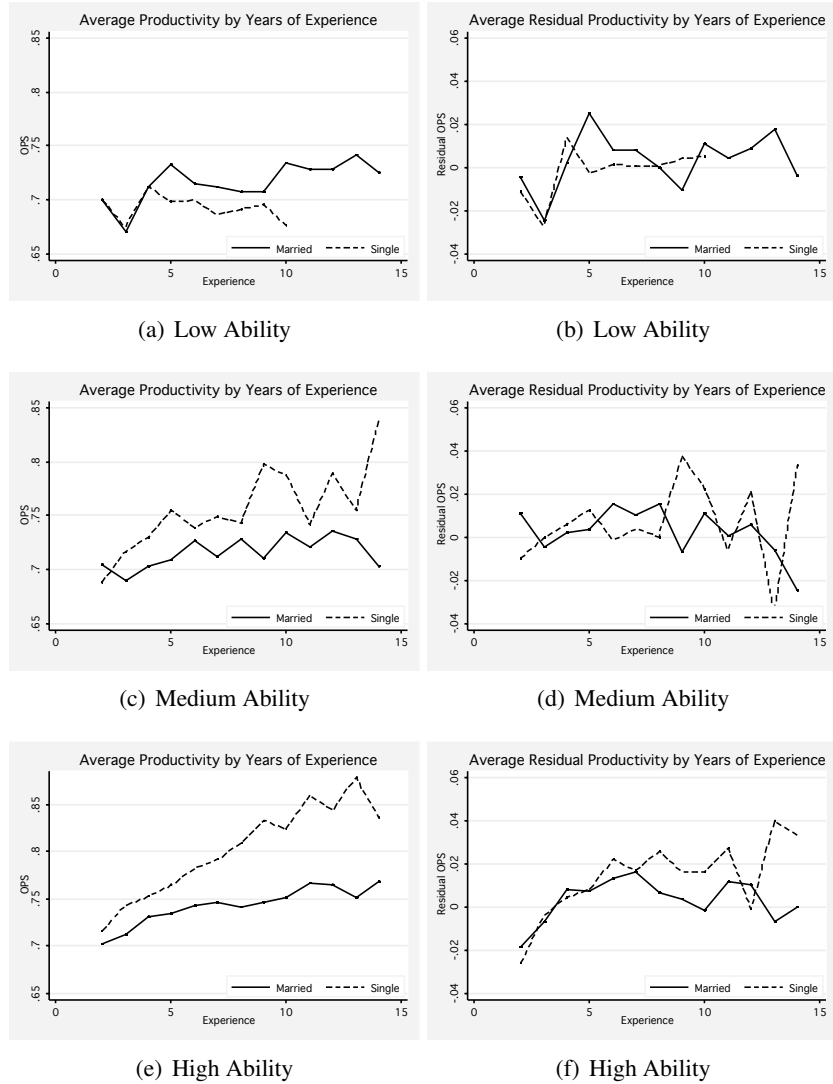 Average Productivity by Years of Experience
.85
.8
.75
.7
.65
OPS
0
5
10
15
Experience
Married
Single
(a) Low Ability
Average Residual Productivity by Years of Experience
.06
.04
.02
0
-.02
-.04
Residual OPS
0
5
10
15
Experience
Married
Single
(b) Low Ability
Average Productivity by Years of Experience
.85
.8
.75
.7
.65
OPS
0
5
10
15
Experience
Married
Single
(c) Medium Ability
Average Residual Productivity by Years of Experience
.06
.04
.02
0
-.02
-.04
Residual OPS
0
5
10
15
Experience
Married
Single
(d) Medium Ability
Average Productivity by Years of Experience
.85
.8
.75
.7
.65
OPS
0
5
10
15
Experience
Married
Single
(e) High Ability
Average Residual Productivity by Years of Experience
.06
.04
.02
0
-.02
-.04
Residual OPS
0
5
10
15
Experience
Married
Single
(f) High Ability